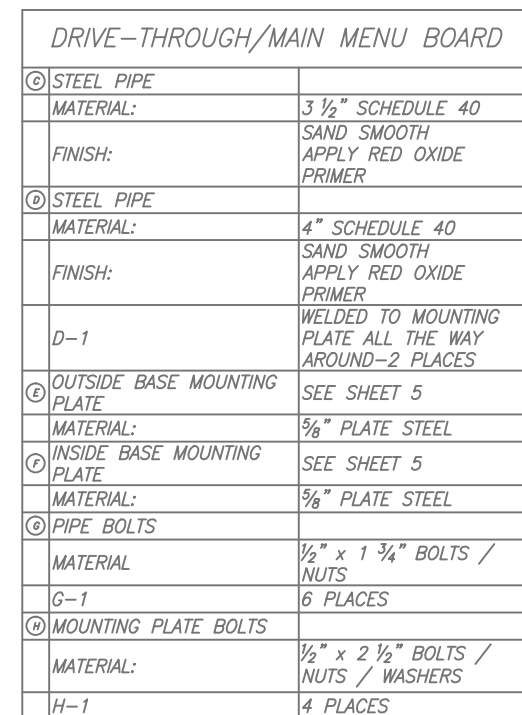 DRIVE-THROUGH/MAIN MENU BOARD
C STEEL PIPE
MATERIAL: 3 1/2" SCHEDULE 40
FINISH: SAND SMOOTH
APPLY RED OXIDE
PRIMER
D STEEL PIPE
MATERIAL: 4" SCHEDULE 40
FINISH: SAND SMOOTH
APPLY RED OXIDE
PRIMER
D-1 WELDED TO MOUNTING
PLATE ALL THE WAY
AROUND-2 PLACES
E OUTSIDE BASE MOUNTING
PLATE SEE SHEET 5
MATERIAL: 5/8" PLATE STEEL
F INSIDE BASE MOUNTING
PLATE SEE SHEET 5
MATERIAL: 5/8" PLATE STEEL
G PIPE BOLTS
MATERIAL 1/2" x 1 3/4" BOLTS /
NUTS
G-1 6 PLACES
H MOUNTING PLATE BOLTS
MATERIAL: 1/2" x 2 1/2" BOLTS /
NUTS / WASHERS
H-1 4 PLACES